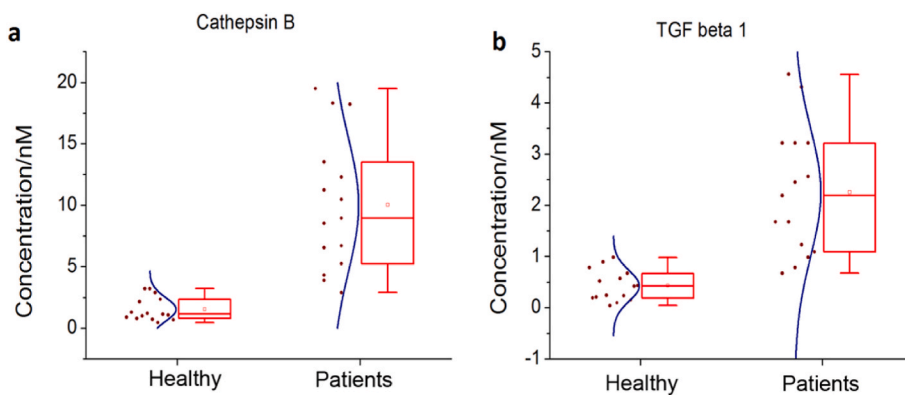 a
Cathepsin B
Concentration/nM
20
15
10
5
0
Healthy
Patients
b
TGF beta 1
Concentration/nM
5
4
3
2
1
0
-1
Healthy
Patients